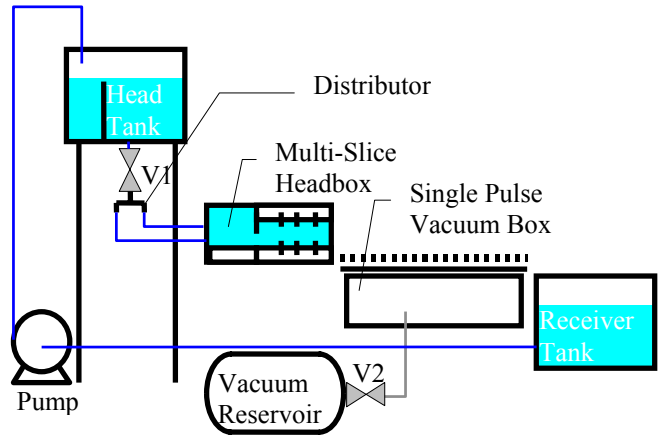 Head
Tank
Distributor
V1
Multi-Slice
Headbox
Single Pulse
Vacuum Box
Receiver
Tank
Pump
Vacuum
Reservoir
V2